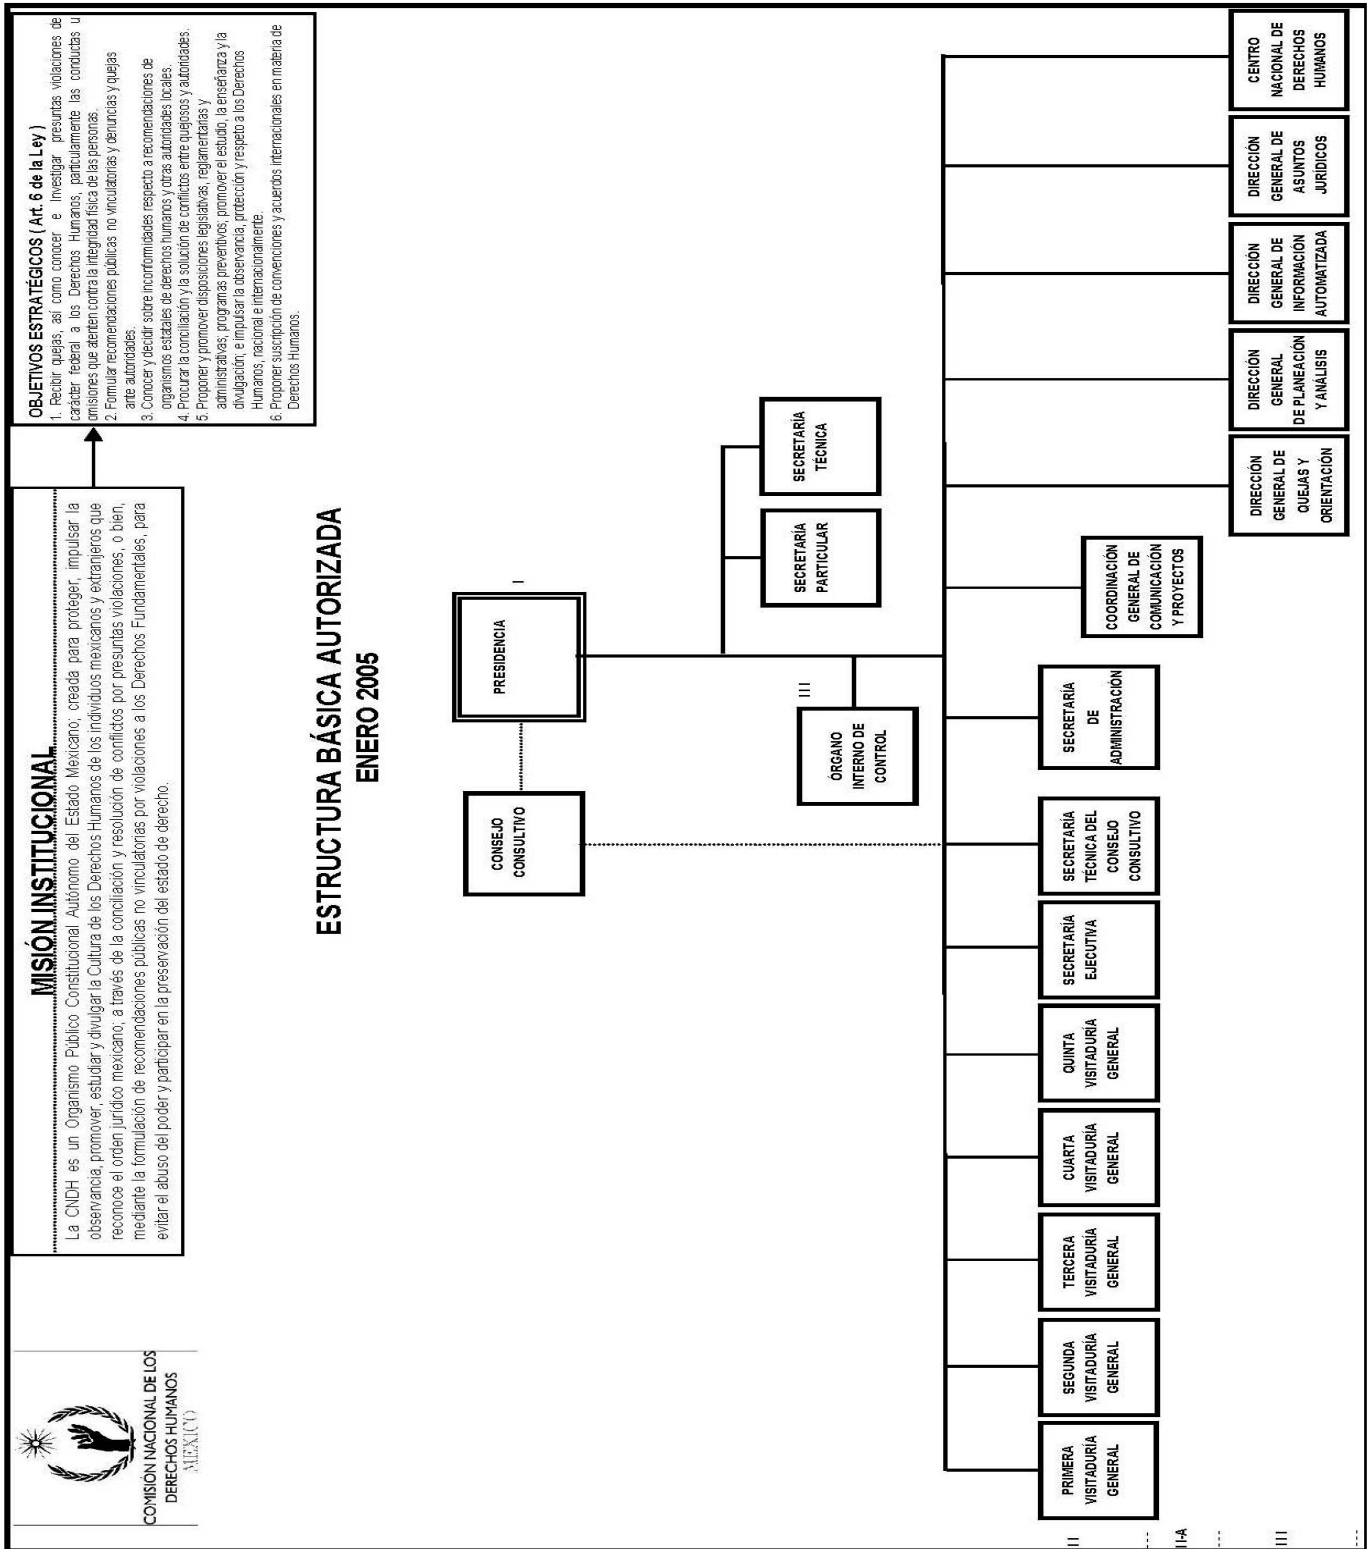 COMISIÓN NACIONAL DE LOS
DERECHOS HUMANOS
MEXICO
MISIÓN INSTITUCIONAL
La CNDH es un Organismo Público Constitucional Autónomo del Estado Mexicano; creada para proteger, impulsar la
observancia, promover, estudiar y divulgar la Cultura de los Derechos Humanos de los individuos mexicanos y extranjeros que
reconoce el orden jurídico mexicano; a través de la conciliación y resolución de conflictos por presuntas violaciones, o bien,
mediante la formulación de recomendaciones públicas no vinculatorias por violaciones a los Derechos Fundamentales, para
evitar el abuso del poder y participar en la preservación del estado de derecho.
OBJETIVOS ESTRATÉGICOS ( Art. 6 de la Ley )
1. Recibir quejas, así como conocer e Investigar presuntas violaciones de
carácter federal a los Derechos Humanos, particularmente las conductas u
omisiones que atenten contra la integridad física de las personas.
2. Formular recomendaciones públicas no vinculatorias y denuncias y quejas
ante autoridades.
3. Conocer y decidir sobre inconformidades respecto a recomendaciones de
organismos estatales de derechos humanos y otras autoridades locales.
4. Procurar la conciliación y la solución de conflictos entre quejosos y autoridades.
5. Proponer y promover disposiciones legislativas, reglamentarias y
administrativas; programas preventivos; promover el estudio, la enseñanza y la
divulgación; e impulsar la observancia, protección y respeto a los Derechos
Humanos, nacional e internacionalmente.
6. Proponer suscripción de convenciones y acuerdos internacionales en materia de
Derechos Humanos.
ESTRUCTURA BÁSICA AUTORIZADA
ENERO 2005
CONSEJO
CONSULTIVO
PRESIDENCIA
I
SECRETARÍA
PARTICULAR
SECRETARÍA
TÉCNICA
III
ÓRGANO
INTERNO DE
CONTROL
II
PRIMERA
VISITADURÍA
GENERAL
SEGUNDA
VISITADURÍA
GENERAL
TERCERA
VISITADURÍA
GENERAL
CUARTA
VISITADURÍA
GENERAL
QUINTA
VISITADURÍA
GENERAL
SECRETARÍA
EJECUTIVA
SECRETARÍA
TÉCNICA DEL
CONSEJO
CONSULTIVO
SECRETARÍA
DE
ADMINISTRACIÓN
II-A
COORDINACIÓN
GENERAL DE
COMUNICACIÓN
Y PROYECTOS
III
DIRECCIÓN
GENERAL DE
QUEJAS Y
ORIENTACIÓN
DIRECCIÓN
GENERAL
DE PLANEACIÓN
Y ANÁLISIS
DIRECCIÓN
GENERAL DE
INFORMACIÓN
AUTOMATIZADA
DIRECCIÓN
GENERAL DE
ASUNTOS
JURÍDICOS
CENTRO
NACIONAL DE
DERECHOS
HUMANOS